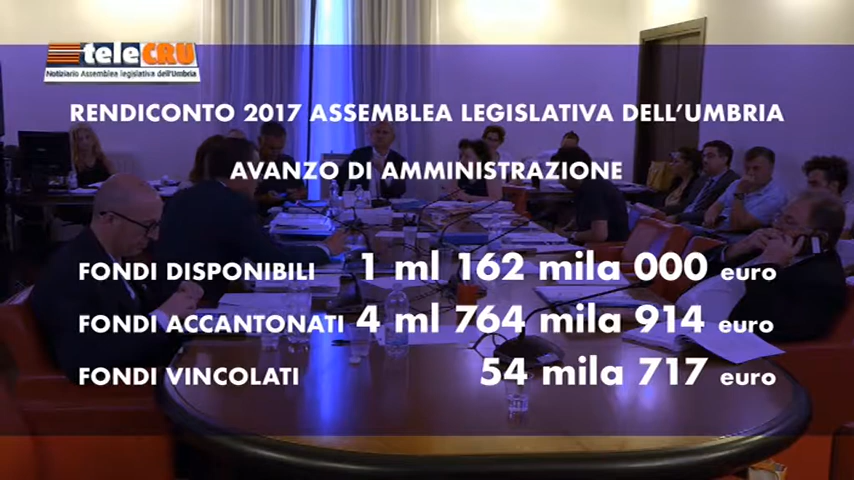 teleCRU
Notiziario Assemblea legislativa dell'Umbria
RENDICONTO 2017 ASSEMBLEA LEGISLATIVA DELL'UMBRIA
AVANZO DI AMMINISTRAZIONE
FONDI DISPONIBILI 1 ml 162 mila 000 euro
FONDI ACCANTONATI 4 ml 764 mila 914 euro
FONDI VINCOLATI 54 mila 717 euro